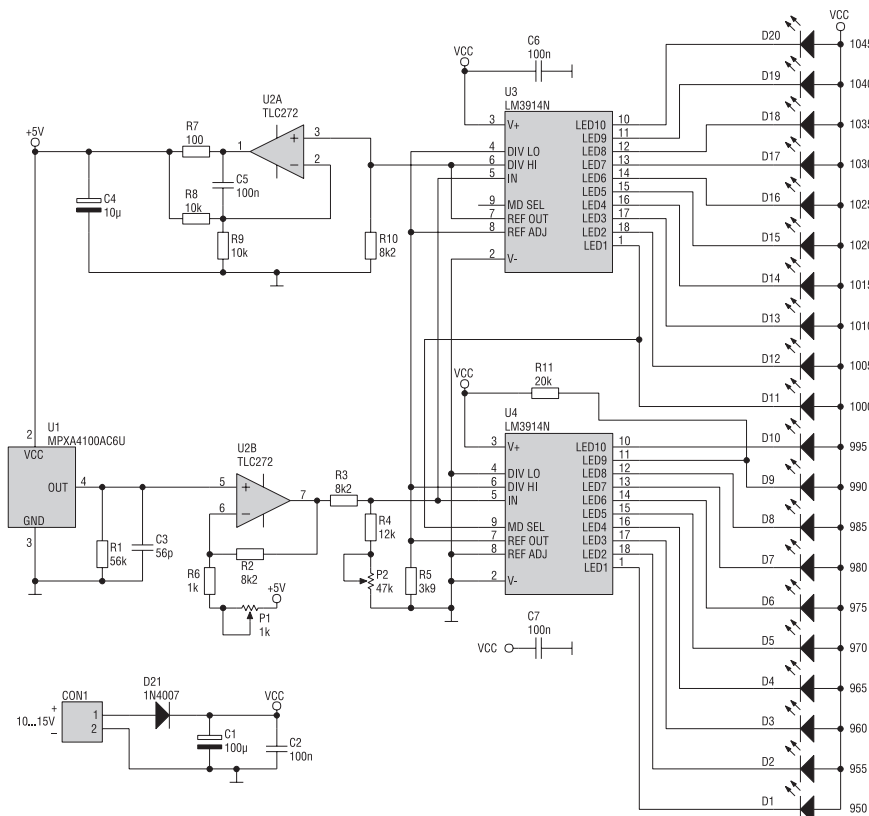 VCC
C6
100n
VCC
+5V
R7
100
U2A
TLC272
1
3
2
C5
100n
R8
10k
C4
10µ
R9
10k
R10
8k2
U3
LM3914N
3 V+
4 DIV LO
6 DIV HI
5 IN
9 MD SEL
7 REF OUT
8 REF ADJ
2 V-
LED10 10
LED9 11
LED8 12
LED7 13
LED6 14
LED5 15
LED4 16
LED3 17
LED2 18
LED1 1
D20 1045
D19 1040
D18 1035
D17 1030
D16 1025
D15 1020
D14 1015
D13 1010
D12 1005
D11 1000
VCC
R11
20k
U4
LM3914N
3 V+
4 DIV LO
6 DIV HI
5 IN
9 MD SEL
7 REF OUT
8 REF ADJ
2 V-
LED10 10
LED9 11
LED8 12
LED7 13
LED6 14
LED5 15
LED4 16
LED3 17
LED2 18
LED1 1
D10 995
D9 990
D8 985
D7 980
D6 975
D5 970
D4 965
D3 960
D2 955
D1 950
U1
MPXA4100AC6U
2
VCC
OUT
4
GND
3
R1
56k
C3
56p
U2B
TLC272
5
6
7
R3
8k2
R2
8k2
R6
1k
+5V
P1
1k
R4
12k
P2
47k
R5
3k9
C7
100n
VCC
CON1
+
10...15V
–
1
2
D21
1N4007
VCC
C1
100µ
C2
100n